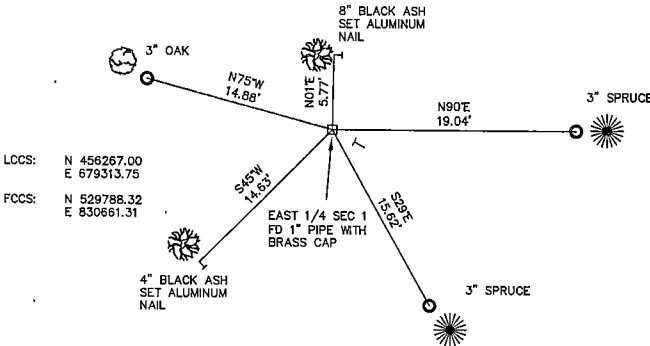 8" BLACK ASH
SET ALUMINUM
NAIL
3" OAK
N75°W
14.88'
N01°E
5.77'
N90°E
19.04'
3" SPRUCE
T
LCCS: N 456267.00
E 679313.75
FCCS: N 529788.32
E 830661.31
S45°W
14.63'
S29°E
15.62'
EAST 1/4 SEC 1
FD 1" PIPE WITH
BRASS CAP
4" BLACK ASH
SET ALUMINUM
NAIL
3" SPRUCE